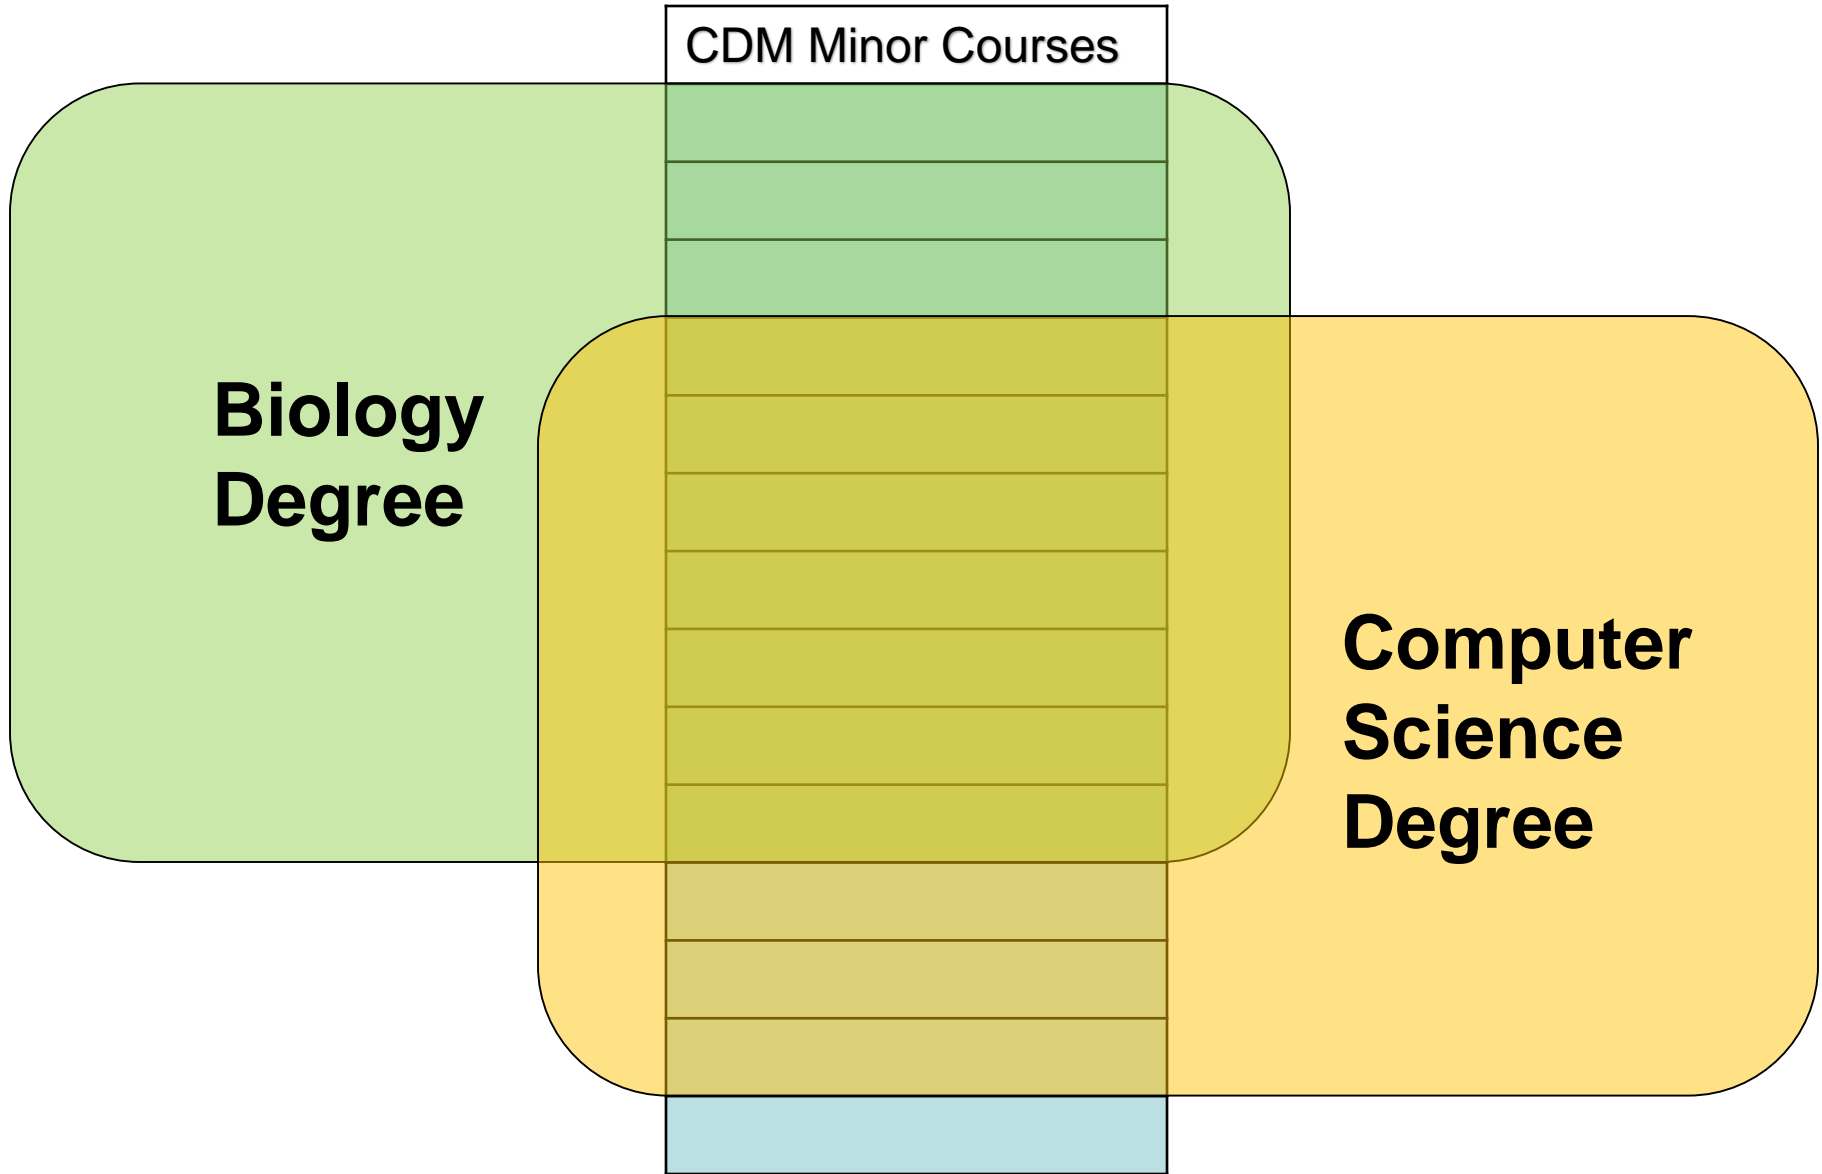 CDM Minor Courses
Biology
Degree
Computer
Science
Degree